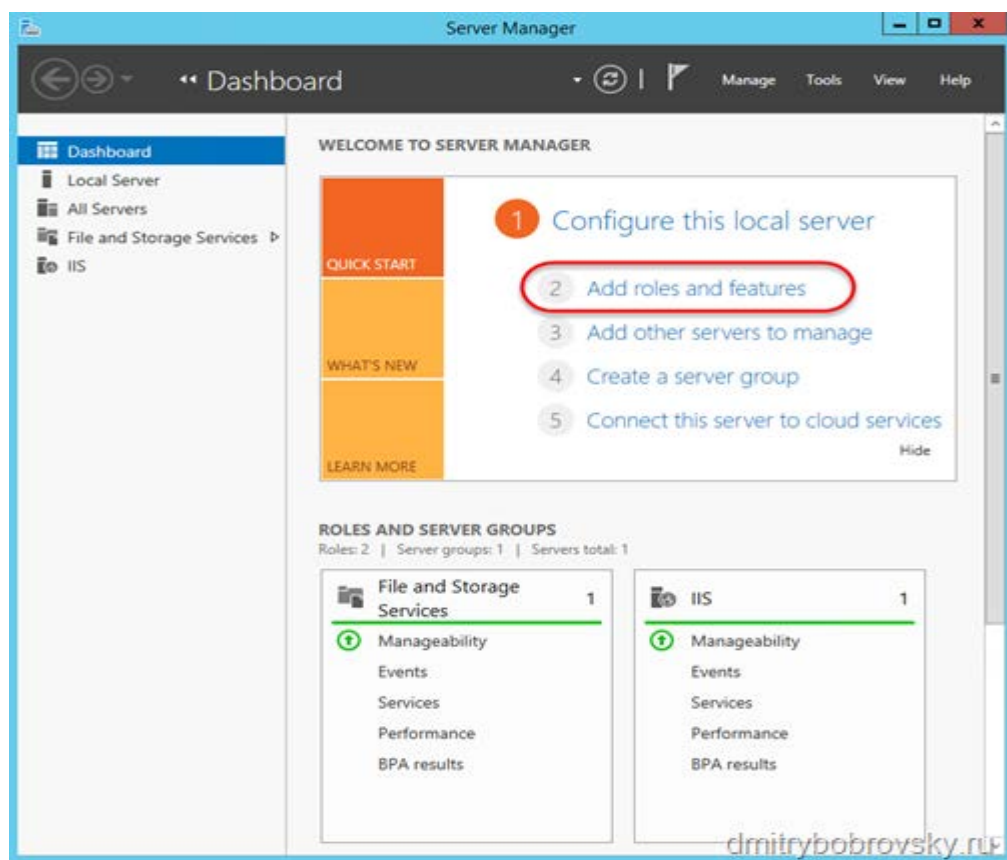 Server Manager
Dashboard
Manage Tools View Help
Dashboard
Local Server
All Servers
File and Storage Services
IIS
WELCOME TO SERVER MANAGER
QUICK START
WHAT'S NEW
LEARN MORE
1 Configure this local server
2 Add roles and features
3 Add other servers to manage
4 Create a server group
5 Connect this server to cloud services
Hide
ROLES AND SERVER GROUPS
Roles: 2 | Server groups: 1 | Servers total: 1
File and Storage
Services 1
Manageability
Events
Services
Performance
BPA results
IIS 1
Manageability
Events
Services
Performance
BPA results
dmitrybobrovsky.ru